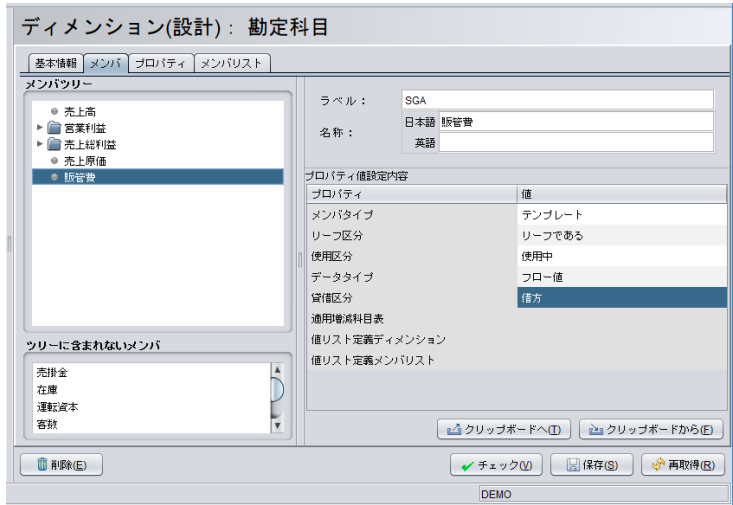 ディメンション(設計)： 勘定科目
基本情報 メンバ プロパティ メンバリスト
メンバツリー
売上高
営業利益
売上総利益
売上原価
販管費
ツリーに含まれないメンバ
売掛金
在庫
運転資本
客数
ラベル： SGA
名称： 日本語 販管費
英語
プロパティ値設定内容
プロパティ 値
メンバタイプ テンプレート
リーフ区分 リーフである
使用区分 使用中
データタイプ フロー値
貸借区分 借方
適用増減科目表
値リスト定義ディメンション
値リスト定義メンバリスト
クリップボードへ(T) クリップボードから(F)
削除(E) チェック(V) 保存(S) 再取得(R)
DEMO